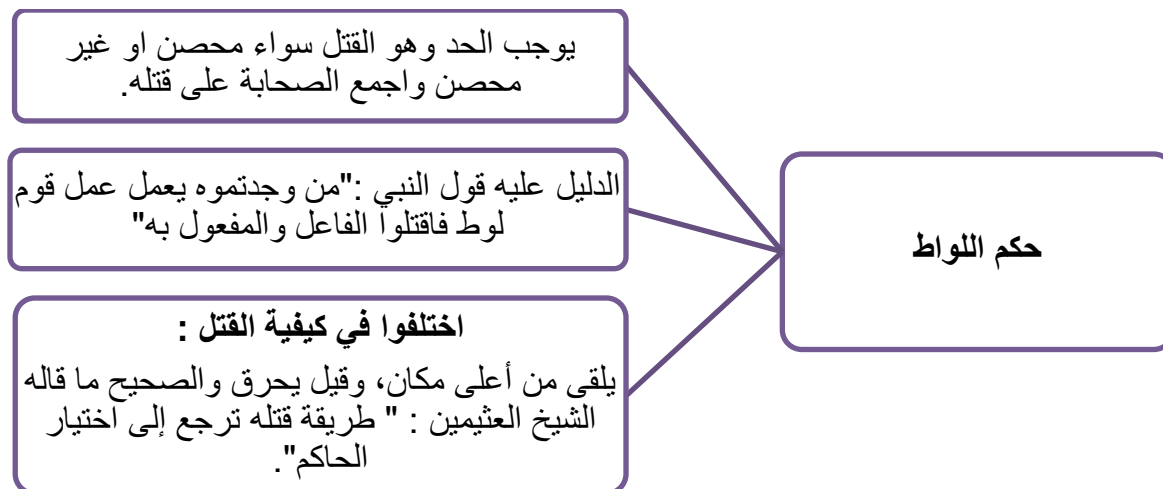 حكم اللواط
يوجب الحد وهو القتل سواء محصن او غير
محصن واجمع الصحابة على قتله.
الدليل عليه قول النبي :"من وجدتموه يعمل عمل قوم
لوط فاقتلوا الفاعل والمفعول به"
اختلفوا في كيفية القتل :
يلقى من أعلى مكان، وقيل يحرق والصحيح ما قاله
الشيخ العثيمين : " طريقة قتله ترجع إلى اختيار
الحاكم".